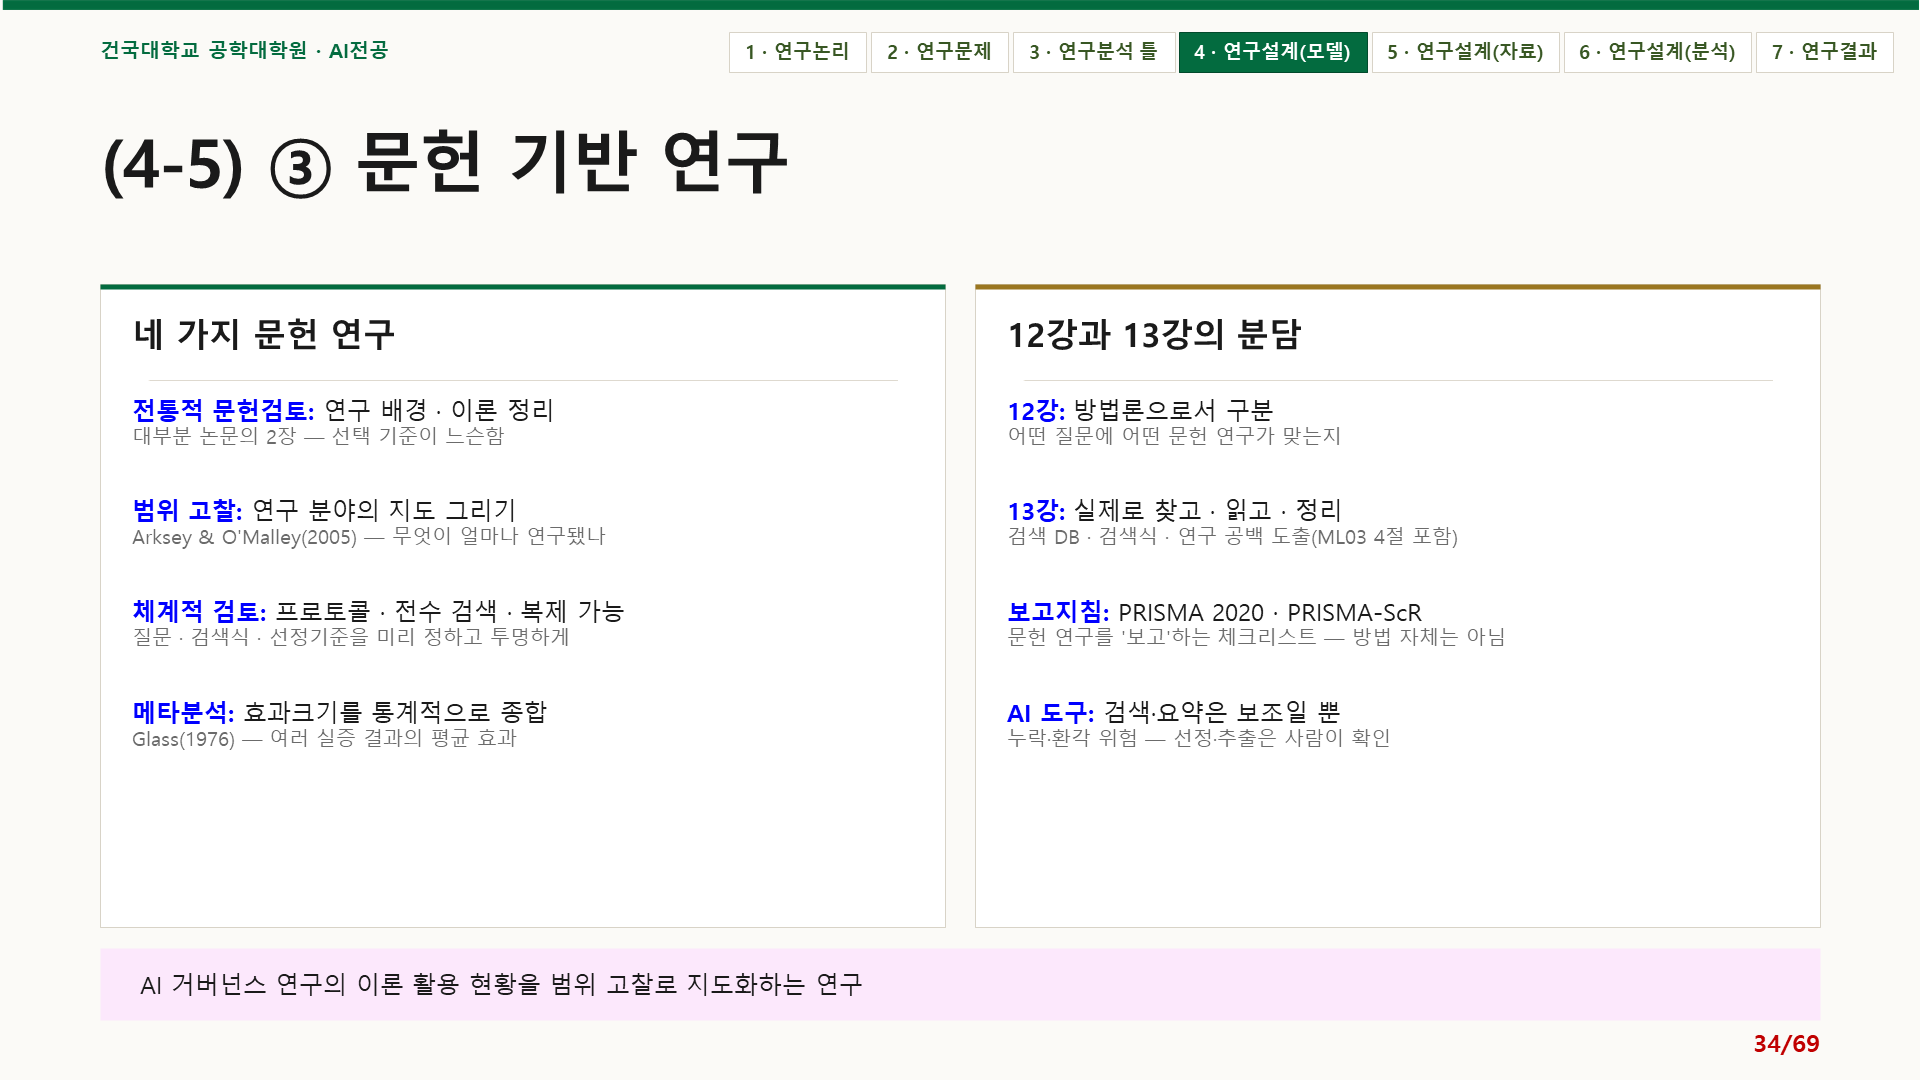 건국대학교 공학대학원 · AI전공
1 · 연구논리
2 · 연구문제
3 · 연구분석 틀
4 · 연구설계(모델)
5 · 연구설계(자료)
6 · 연구설계(분석)
7 · 연구결과
(4-5) ③ 문헌 기반 연구
네 가지 문헌 연구
전통적 문헌검토: 연구 배경 · 이론 정리
대부분 논문의 2장 — 선택 기준이 느슨함
범위 고찰: 연구 분야의 지도 그리기
Arksey & O'Malley(2005) — 무엇이 얼마나 연구됐나
체계적 검토: 프로토콜 · 전수 검색 · 복제 가능
질문 · 검색식 · 선정기준을 미리 정하고 투명하게
메타분석: 효과크기를 통계적으로 종합
Glass(1976) — 여러 실증 결과의 평균 효과
12강과 13강의 분담
12강: 방법론으로서 구분
어떤 질문에 어떤 문헌 연구가 맞는지
13강: 실제로 찾고 · 읽고 · 정리
검색 DB · 검색식 · 연구 공백 도출(ML03 4절 포함)
보고지침: PRISMA 2020 · PRISMA-ScR
문헌 연구를 '보고'하는 체크리스트 — 방법 자체는 아님
AI 도구: 검색·요약은 보조일 뿐
누락·환각 위험 — 선정·추출은 사람이 확인
AI 거버넌스 연구의 이론 활용 현황을 범위 고찰로 지도화하는 연구
34/69